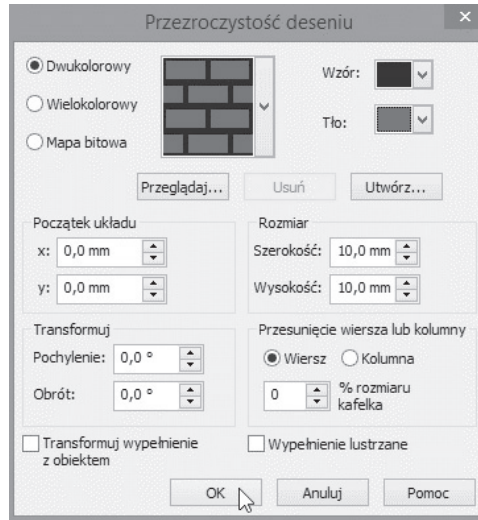 Przezroczystość deseniu
Dwukolorowy
Wielokolorowy
Mapa bitowa
Wzór:
Tło:
Przeglądaj...
Usuń
Utwórz...
Początek układu
x: 0,0 mm
y: 0,0 mm
Rozmiar
Szerokość: 10,0 mm
Wysokość: 10,0 mm
Transformuj
Pochylenie: 0,0 °
Obrót: 0,0 °
Przesunięcie wiersza lub kolumny
Wiersz
Kolumna
0
% rozmiaru
kafelka
Transformuj wypełnienie
z obiektem
Wypełnienie lustrzane
OK
Anuluj
Pomoc